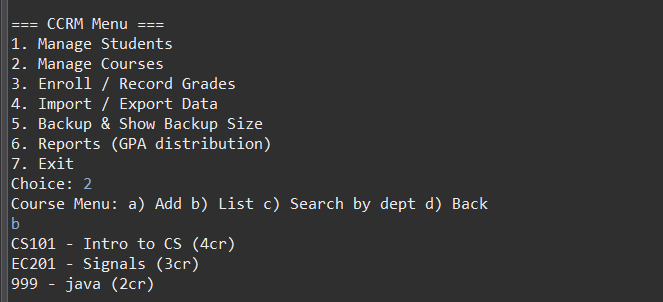 === CCRM Menu ===
1. Manage Students
2. Manage Courses
3. Enroll / Record Grades
4. Import / Export Data
5. Backup & Show Backup Size
6. Reports (GPA distribution)
7. Exit
Choice: 2
Course Menu: a) Add b) List c) Search by dept d) Back
b
CS101 - Intro to CS (4cr)
EC201 - Signals (3cr)
999 - java (2cr)